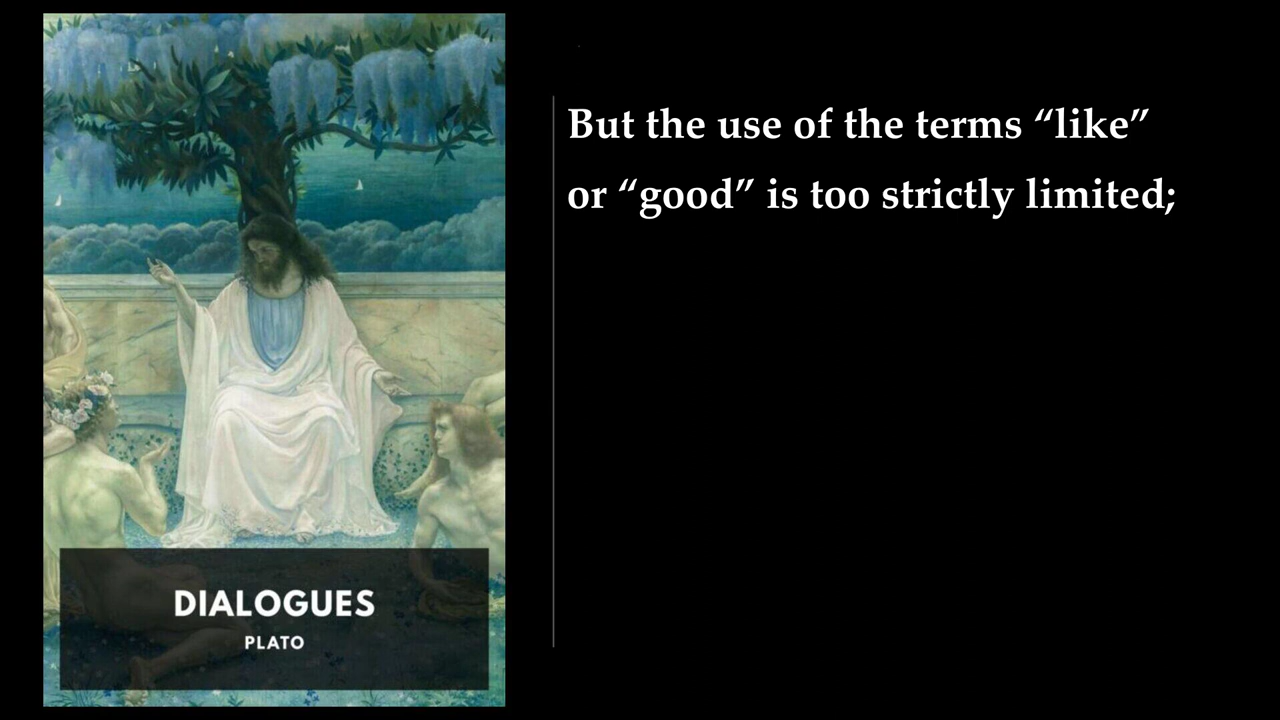 DIALOGUES
PLATO
But the use of the terms “like”
or “good” is too strictly limited;